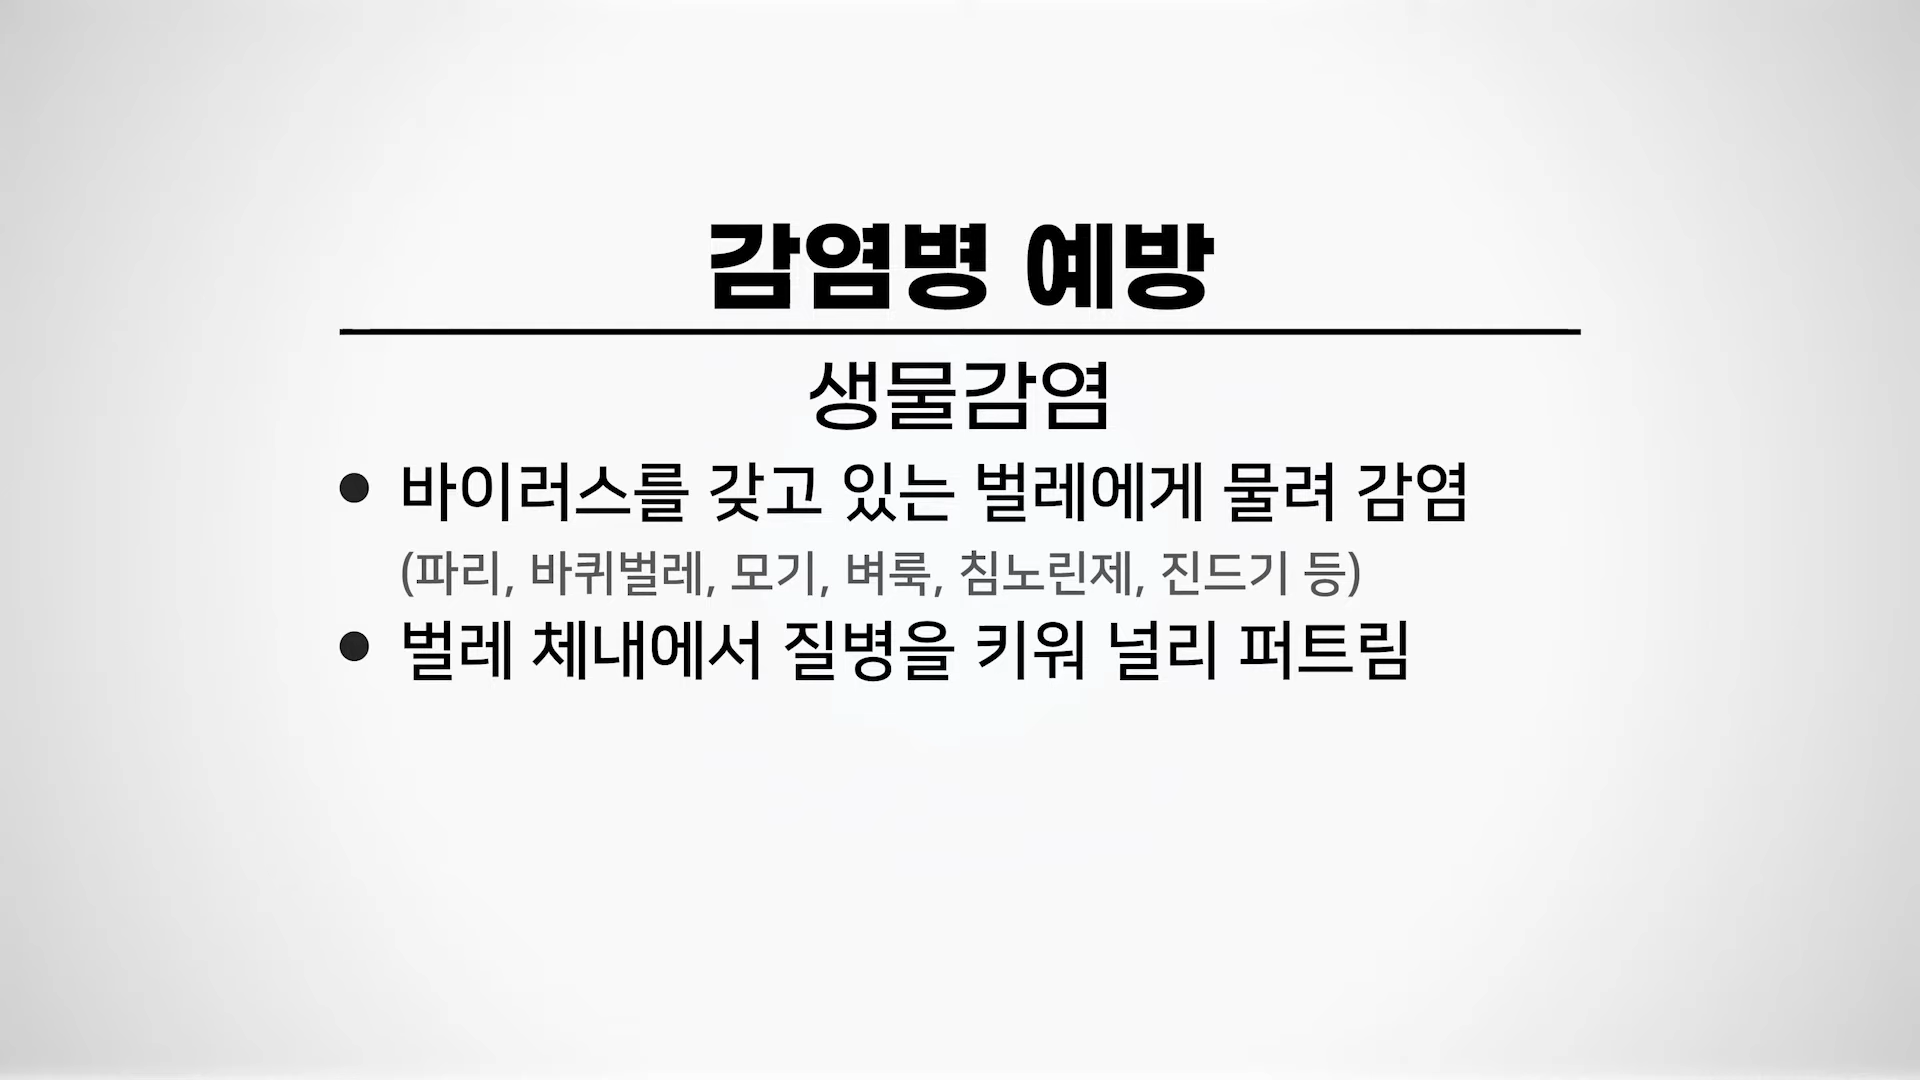 감염병 예방
생물감염
● 바이러스를 갖고 있는 벌레에게 물려 감염
(파리, 바퀴벌레, 모기, 벼룩, 침노린제, 진드기 등)
● 벌레 체내에서 질병을 키워 널리 퍼트림